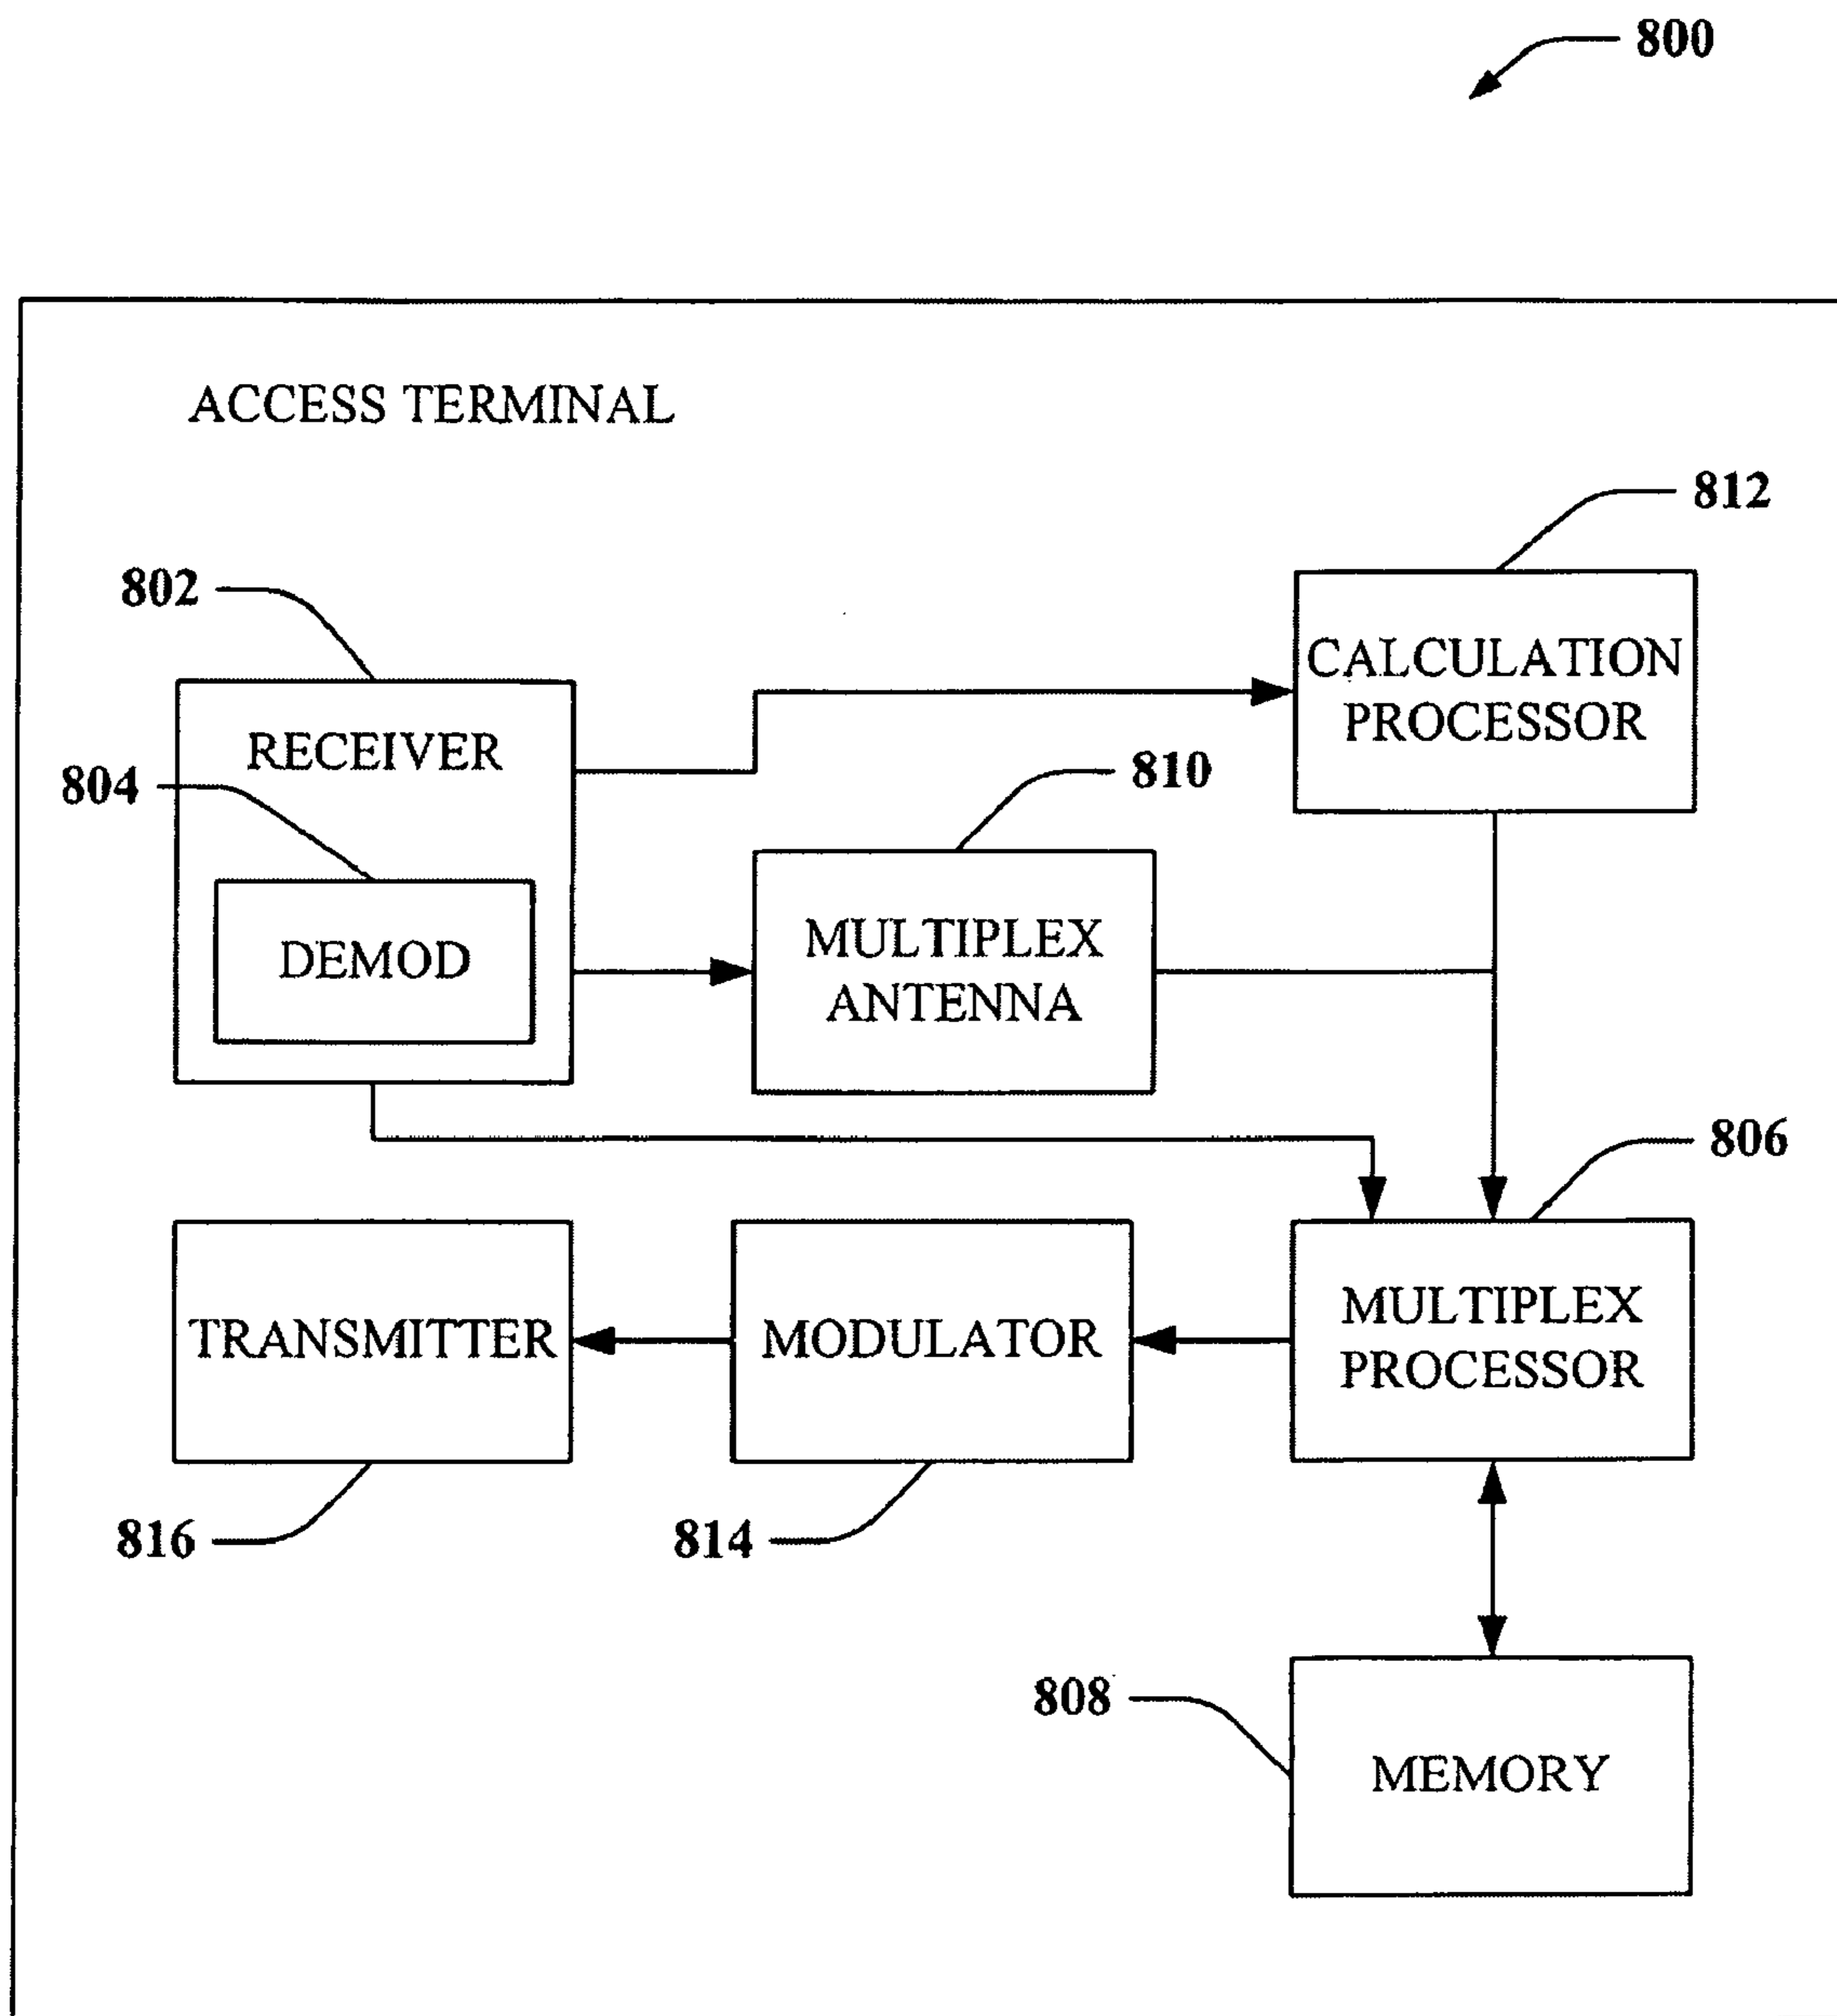 800
ACCESS TERMINAL
812
802
CALCULATION
PROCESSOR
RECEIVER
804
810
DEMOD
MULTIPLEX
ANTENNA
806
TRANSMITTER
MODULATOR
MULTIPLEX
PROCESSOR
816
814
808
MEMORY